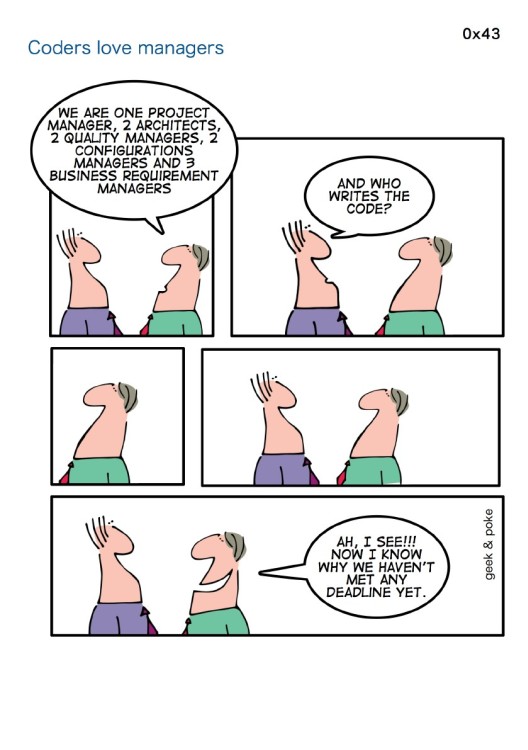 0x43
Coders love managers
WE ARE ONE PROJECT
MANAGER, 2 ARCHITECTS,
2 QUALITY MANAGERS, 2
CONFIGURATIONS
MANAGERS AND 3
BUSINESS REQUIREMENT
MANAGERS
AND WHO
WRITES THE
CODE?
AH, I SEE!!!
NOW I KNOW
WHY WE HAVEN'T
MET ANY
DEADLINE YET.
geek & poke